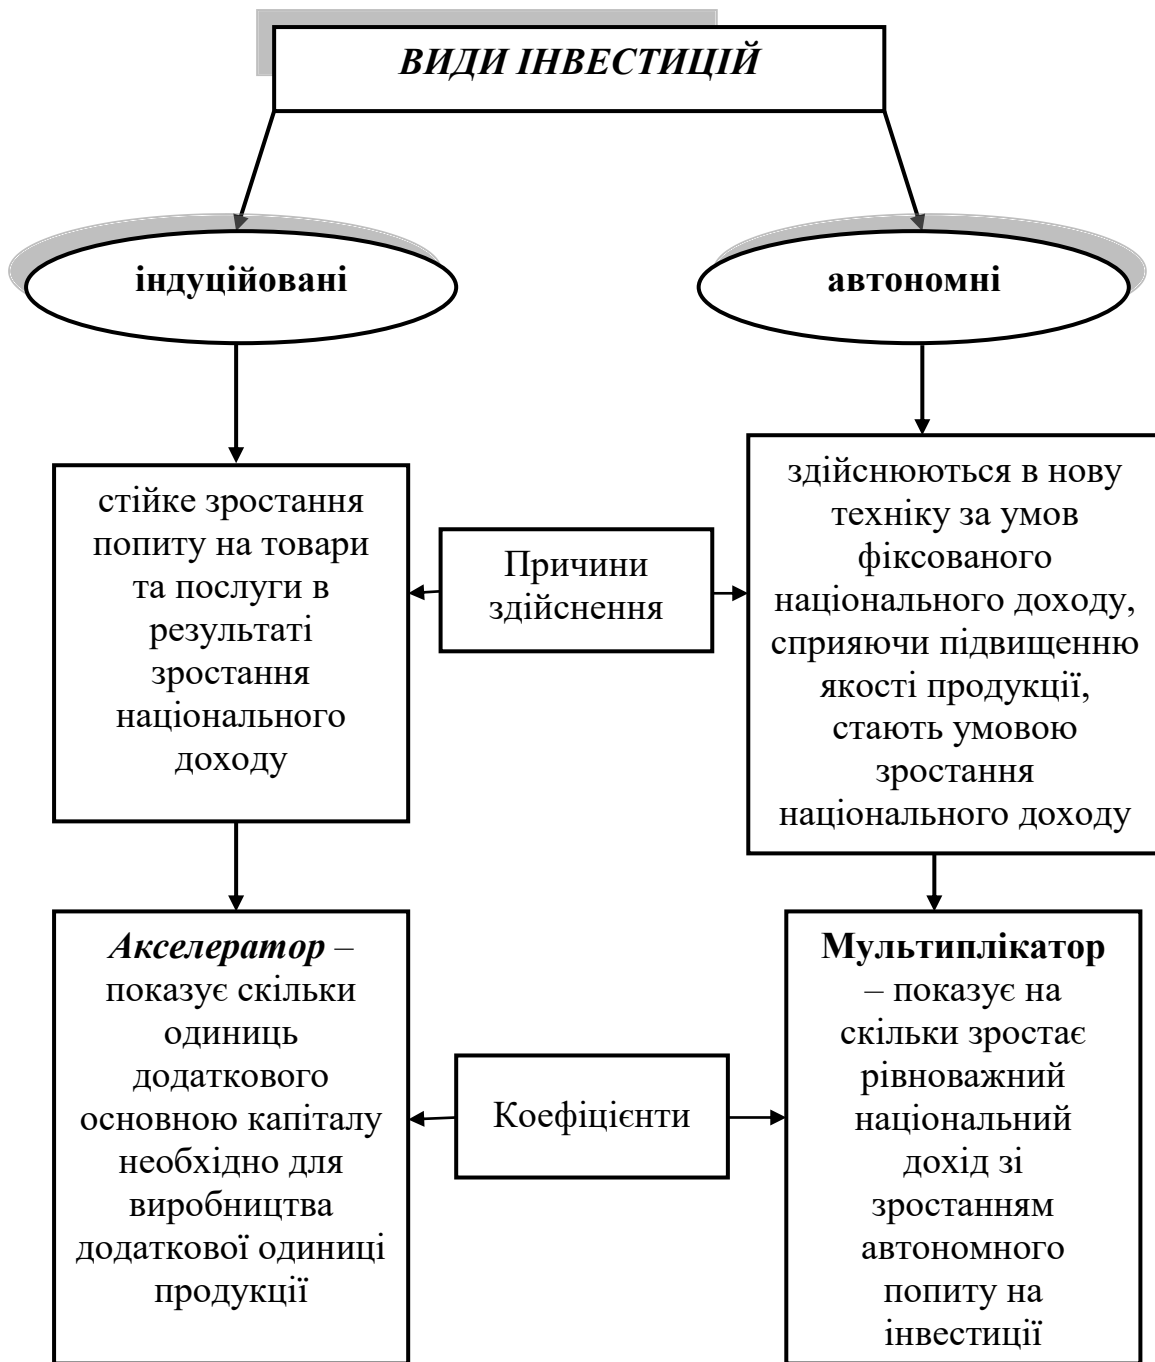 ВИДИ ІНВЕСТИЦІЙ
індуційовані
автономні
стійке зростання
попиту на товари
та послуги в
результаті
зростання
національного
доходу
Причини
здійснення
здійснюються в нову
техніку за умов
фіксованого
національного доходу,
сприяючи підвищенню
якості продукції,
стають умовою
зростання
національного доходу
Акселератор –
показує скільки
одиниць
додаткового
основною капіталу
необхідно для
виробництва
додаткової одиниці
продукції
Коефіцієнти
Мультиплікатор
– показує на
скільки зростає
рівноважний
національний
дохід зі
зростанням
автономного
попиту на
інвестиції